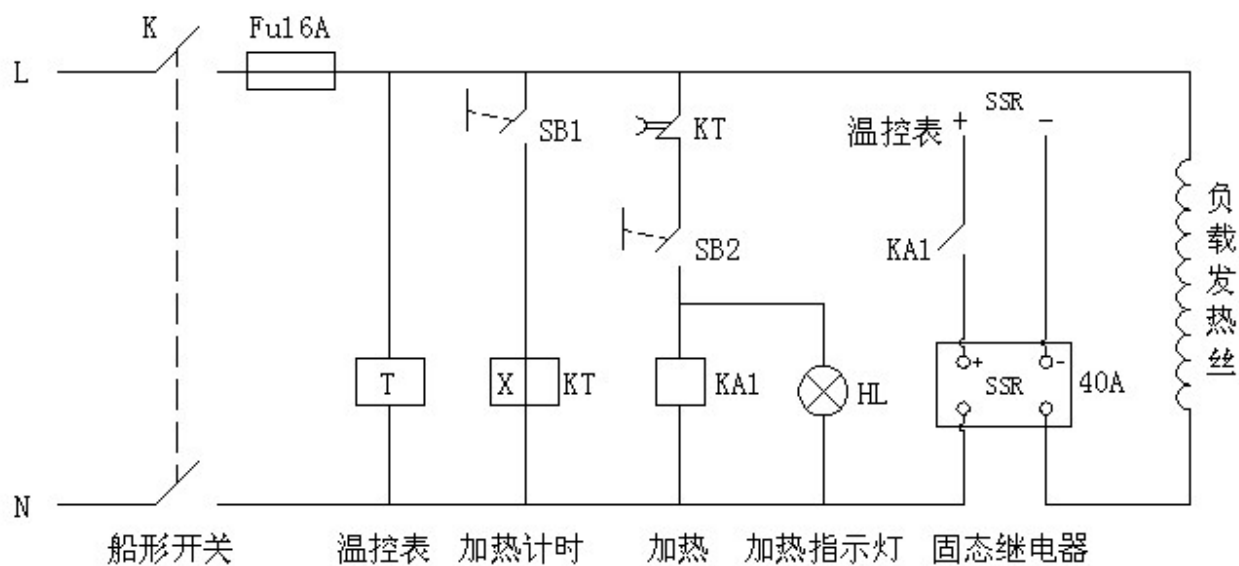 K
Fu16A
L
SB1
KT
SSR
温控表 + -
SB2
KA1
负载发热丝
T
X
KT
KA1
HL
+ -
SSR
40A
N
船形开关 温控表 加热计时 加热 加热指示灯 固态继电器